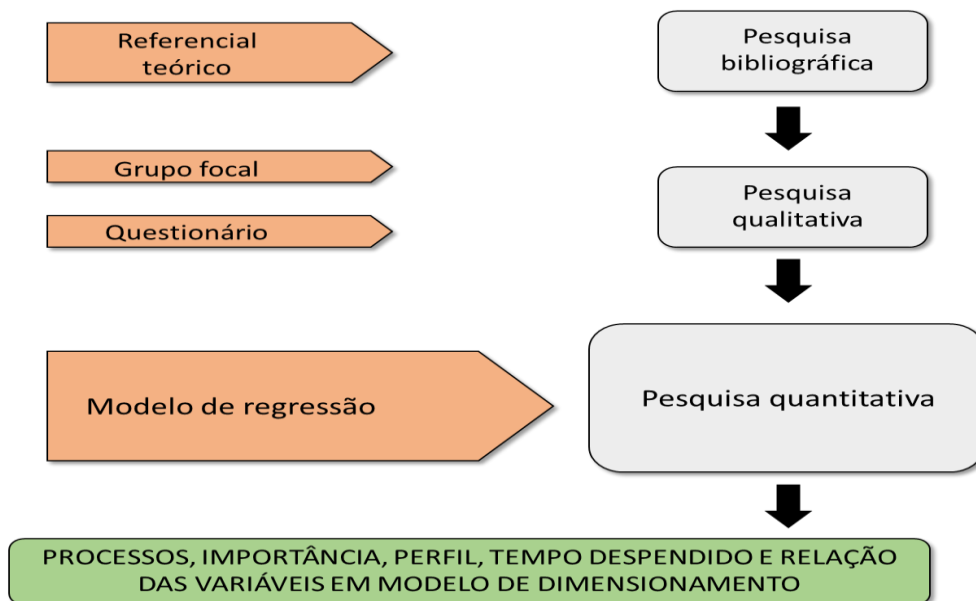 Referencial
teórico
Pesquisa
bibliográfica
Grupo focal
Questionário
Pesquisa
qualitativa
Modelo de regressão
Pesquisa quantitativa
PROCESSOS, IMPORTÂNCIA, PERFIL, TEMPO DESPENDIDO E RELAÇÃO
DAS VARIÁVEIS EM MODELO DE DIMENSIONAMENTO